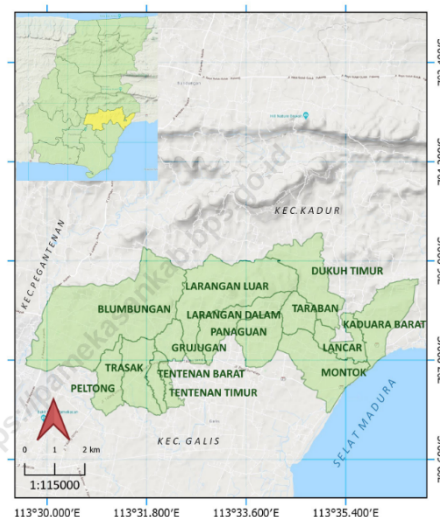 KEC. KADUR
KEC.PEGANTENAN
DUKUH TIMUR
LARANGAN LUAR
BLUMBUNGAN
LARANGAN DALAM
TARABAN
KADUARA BARAT
PANAGUAN
GRUJUGAN
LANCAR
TRASAK
TENTENAN BARAT
MONTOK
PELTONG
TENTENAN TIMUR
KEC. GALIS
SELAT MADURA
0 1 2 km
1:115000
113°30.000'E 113°31.800'E 113°33.600'E 113°35.400'E